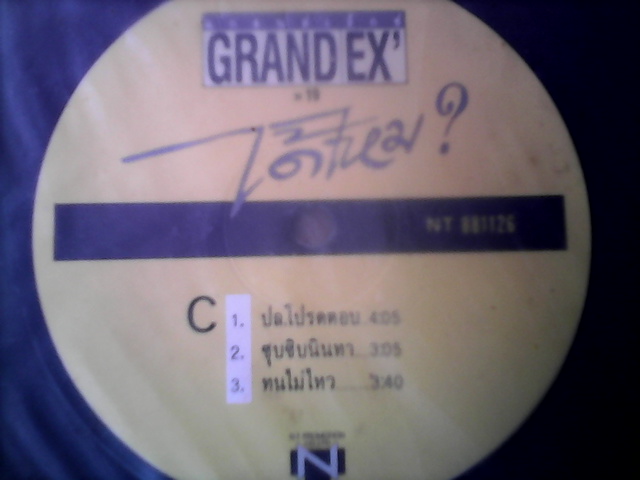 GRAND EX'
# 19
ได้ไหม?
NT 881126
C
1. ปล.โปรดตอบ..4:05
2. ซุบซิบนินทา...3:05
3. ทนไม่ไหว.......3:40
N